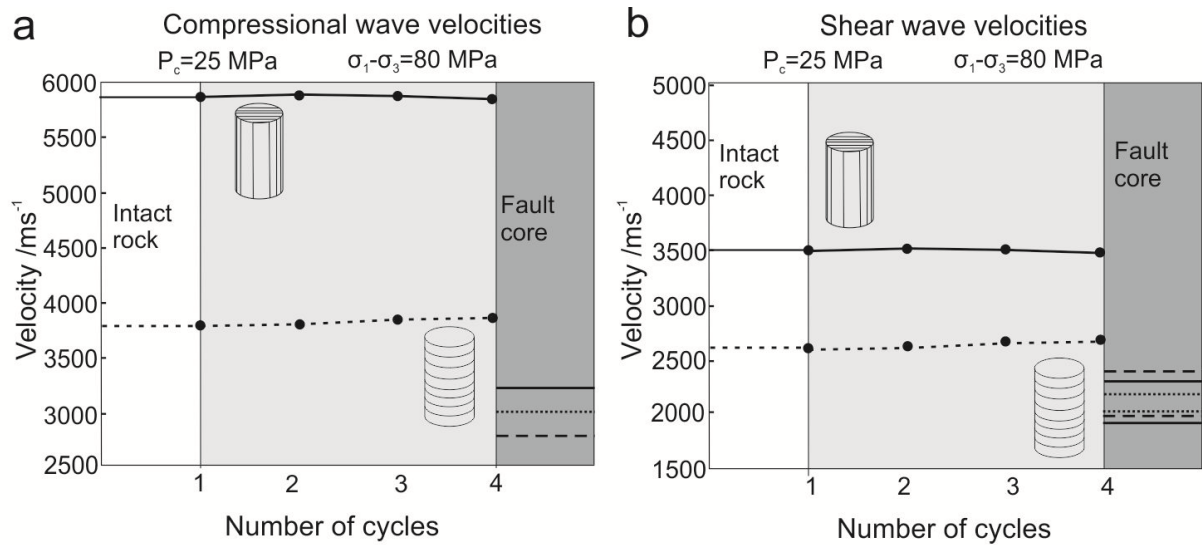 a
Compressional wave velocities
P_c=25 MPa σ₁-σ₃=80 MPa
6000
5500
5000
4500
4000
3500
3000
2500
Velocity /ms⁻¹
Intact
rock
Fault
core
1 2 3 4
Number of cycles
b
Shear wave velocities
P_c=25 MPa σ₁-σ₃=80 MPa
5000
4500
4000
3500
3000
2500
2000
1500
Velocity /ms⁻¹
Intact
rock
Fault
core
1 2 3 4
Number of cycles